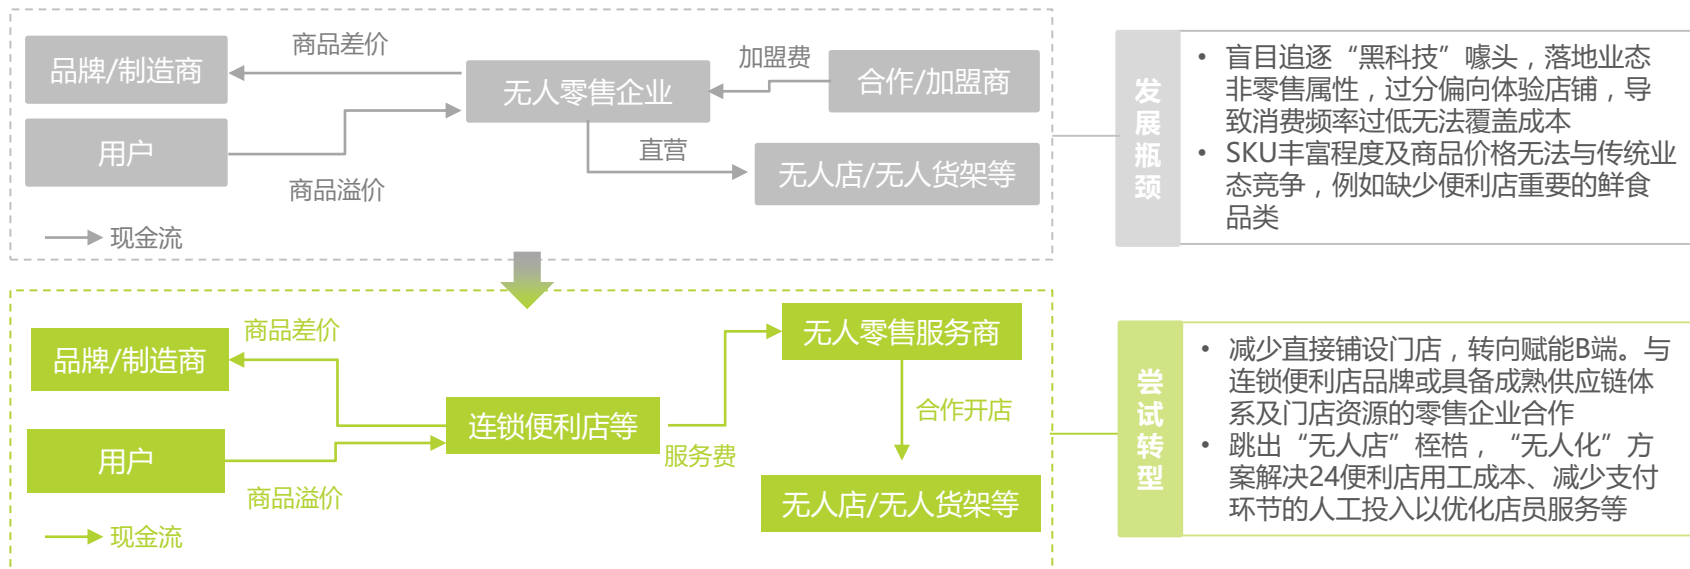 商品差价
品牌/制造商
无人零售企业
加盟费
合作/加盟商
用户
直营
无人店/无人货架等
商品溢价
现金流
发展瓶颈
• 盲目追逐“黑科技”噱头，落地业态
非零售属性，过分偏向体验店铺，导
致消费频率过低无法覆盖成本
• SKU丰富程度及商品价格无法与传统业
态竞争，例如缺少便利店重要的鲜食
品类
商品差价
品牌/制造商
无人零售服务商
连锁便利店等
合作开店
用户
服务费
商品溢价
无人店/无人货架等
现金流
尝试转型
• 减少直接铺设门店，转向赋能B端。与
连锁便利店品牌或具备成熟供应链体
系及门店资源的零售企业合作
• 跳出“无人店”桎梏，“无人化”方
案解决24便利店用工成本、减少支付
环节的人工投入以优化店员服务等